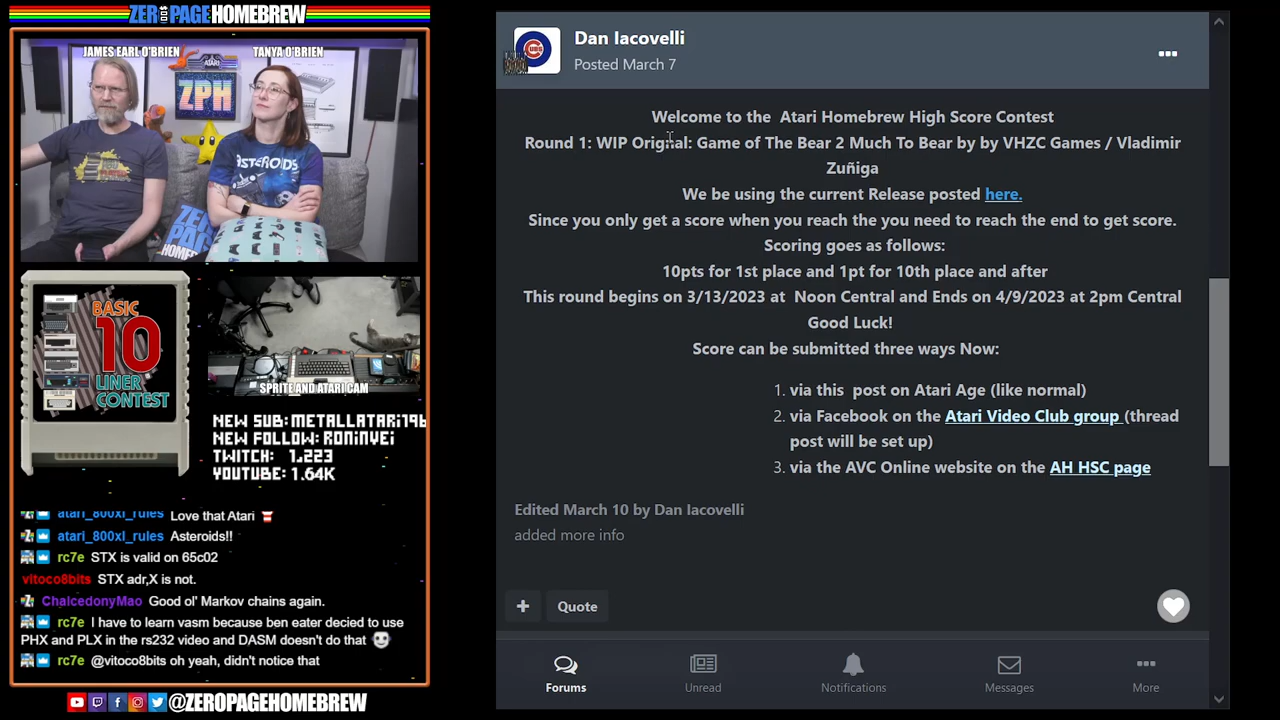 ZEROPAGE HOMEBREW
JAMES EARL O'BRIEN
TANYA O'BRIEN
ATARI
ZPH
ASTEROIDS
ZERO
PAGE
HOMEBREW
BASIC
10
LINER
CONTEST
SPRITE AND ATARI CAM
NEW SUB: METALLATARI196
NEW FOLLOW: RONINYEI
TWITCH: 1,223
YOUTUBE: 1.64K
atari_800xl_rules Love that Atari
atari_800xl_rules Asteroids!!
rc7e STX is valid on 65c02
vitoco8bits STX adr,X is not.
ChalcedonyMao Good ol' Markov chains again.
rc7e I have to learn vasm because ben eater decied to use
PHX and PLX in the rs232 video and DASM doesn't do that
rc7e @vitoco8bits oh yeah, didn't notice that
@ZEROPAGEHOMEBREW
CUBS
Dan Iacovelli
Posted March 7
Welcome to the Atari Homebrew High Score Contest
Round 1: WIP Original: Game of The Bear 2 Much To Bear by by VHZC Games / Vladimir
Zuñiga
We be using the current Release posted here.
Since you only get a score when you reach the you need to reach the end to get score.
Scoring goes as follows:
10pts for 1st place and 1pt for 10th place and after
This round begins on 3/13/2023 at Noon Central and Ends on 4/9/2023 at 2pm Central
Good Luck!
Score can be submitted three ways Now:
1. via this post on Atari Age (like normal)
2. via Facebook on the Atari Video Club group (thread
post will be set up)
3. via the AVC Online website on the AH HSC page
Edited March 10 by Dan Iacovelli
added more info
+ Quote
Forums
Unread
Notifications
Messages
More